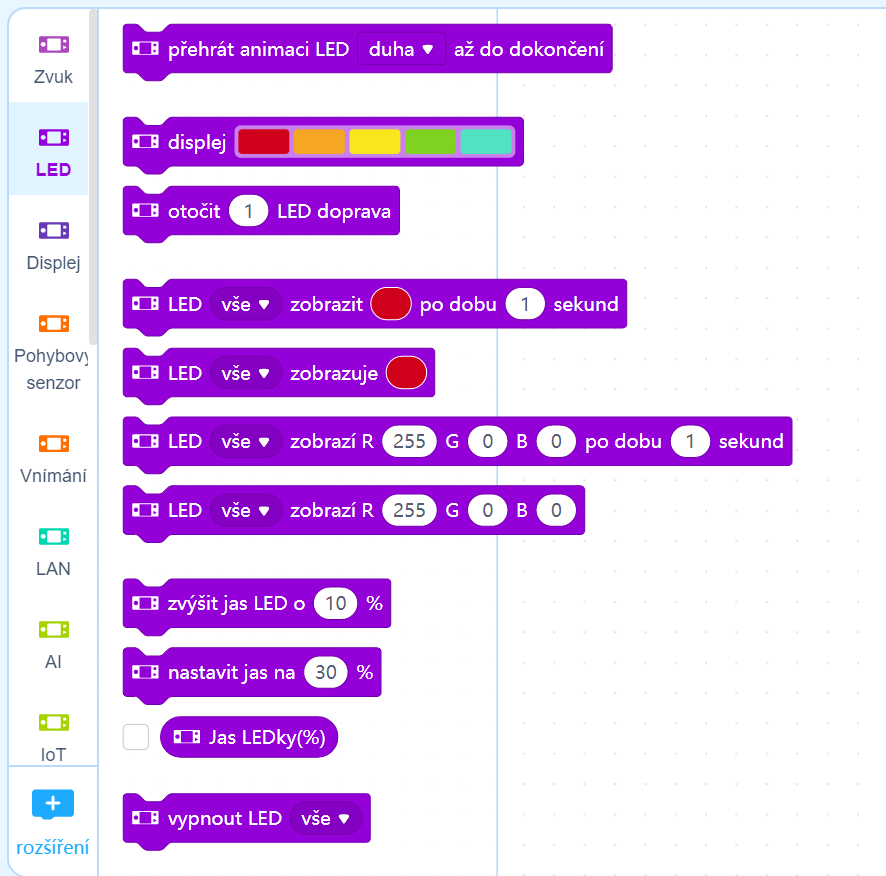 Zvuk
LED
Displej
Pohybový
senzor
Vnímání
LAN
AI
IoT
rozšíření
přehrát animaci LED duha až do dokončení
displej
otočit 1 LED doprava
LED vše zobrazit po dobu 1 sekund
LED vše zobrazuje
LED vše zobrazí R 255 G 0 B 0 po dobu 1 sekund
LED vše zobrazí R 255 G 0 B 0
zvýšit jas LED o 10 %
nastavit jas na 30 %
Jas LEDky(%)
vypnout LED vše